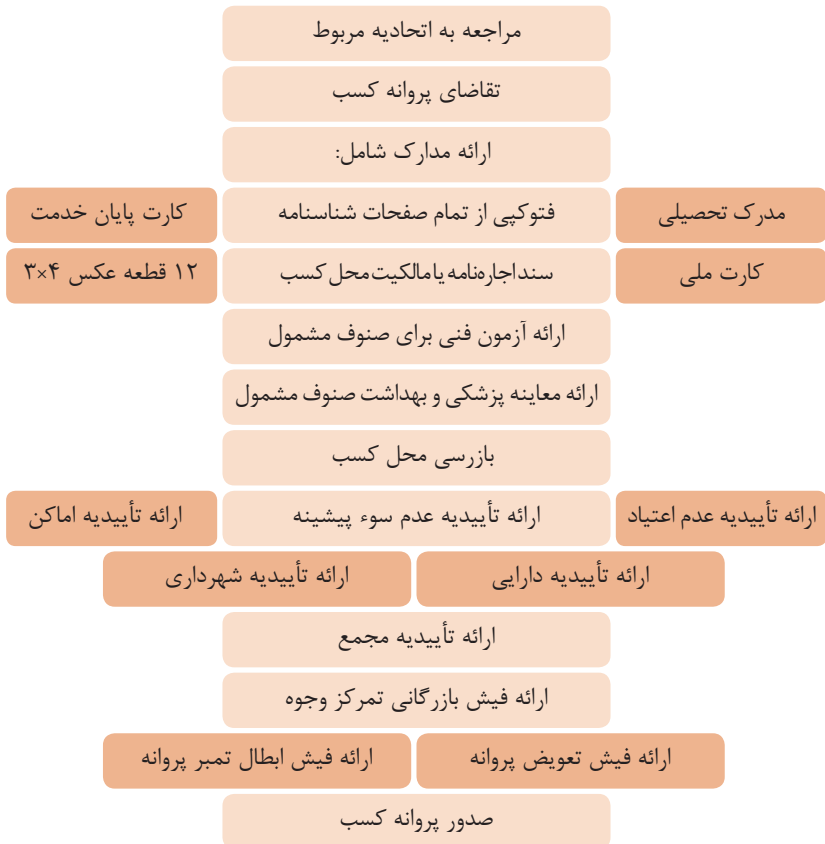 مراجعه به اتحادیه مربوط
تقاضای پروانه کسب
ارائه مدارک شامل:
مدرک تحصیلی
فتوکپی از تمام صفحات شناسنامه
کارت پایان خدمت
کارت ملی
سند اجاره‌نامه یا مالکیت محل کسب
۱۲ قطعه عکس ۴×۳
ارائه آزمون فنی برای صنوف مشمول
ارائه معاینه پزشکی و بهداشت صنوف مشمول
بازرسی محل کسب
ارائه تأییدیه عدم اعتیاد
ارائه تأییدیه عدم سوء پیشینه
ارائه تأییدیه اماکن
ارائه تأییدیه دارایی
ارائه تأییدیه شهرداری
ارائه تأییدیه مجمع
ارائه فیش بازرگانی تمرکز وجوه
ارائه فیش تعویض پروانه
ارائه فیش ابطال تمبر پروانه
صدور پروانه کسب